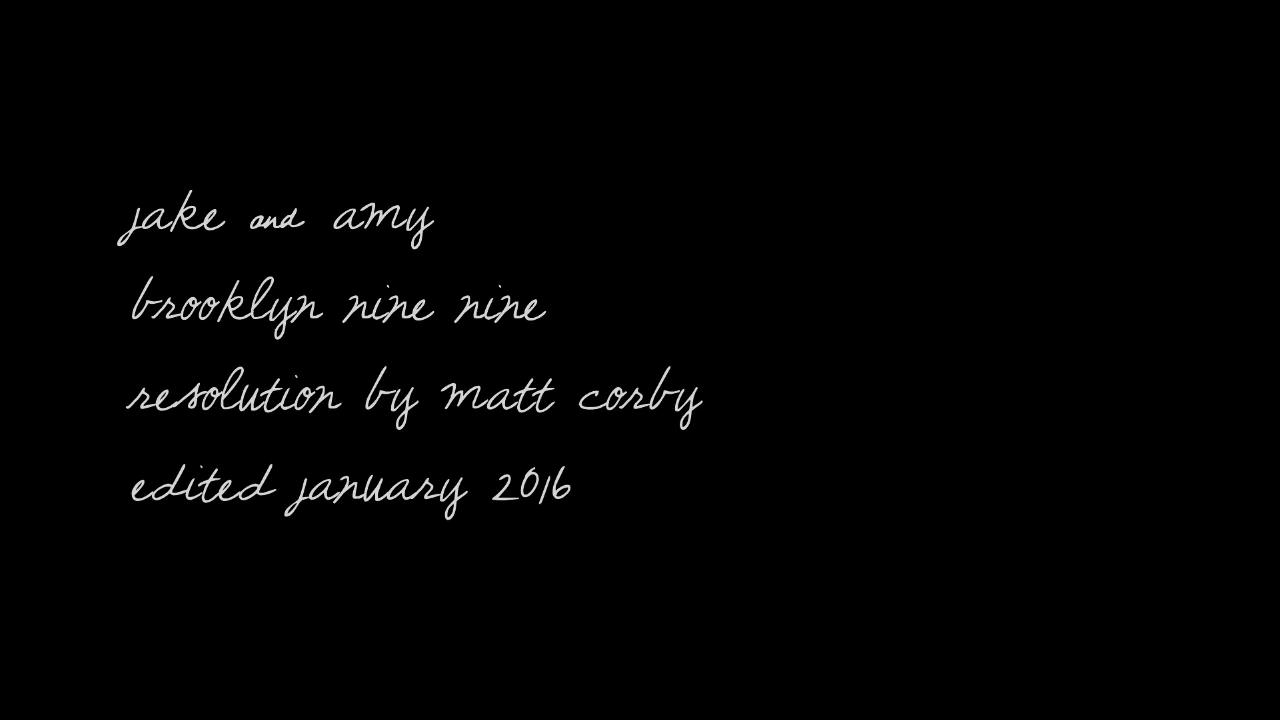 jake and amy
brooklyn nine nine
resolution by matt corby
edited january 2016